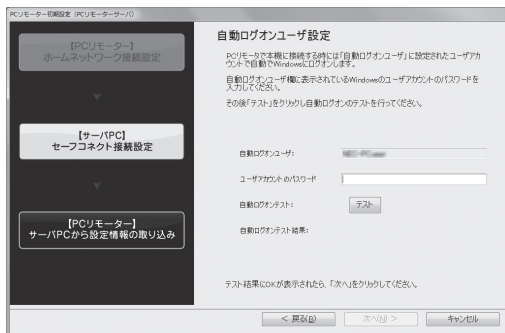 PCリモーター初期設定 (PCリモーターサーバ)
【PCリモーター】
ホームネットワーク接続設定
【サーバPC】
セーフコネクト接続設定
【PCリモーター】
サーバPCから設定情報の取り込み
自動ログオンユーザ設定
PCリモータで本機に接続する時には「自動ログオンユーザ」に設定されたユーザアカ
ウントで自動でWindowsにログオンします。
自動ログオンユーザ欄に表示されているWindowsのユーザアカウントのパスワードを
入力してください。
その後「テスト」をクリックし自動ログオンのテストを行ってください。
自動ログオンユーザ:
ユーザアカウントのパスワード
自動ログオンテスト: テスト
自動ログオンテスト結果:
テスト結果にOKが表示されたら、「次へ」をクリックしてください。
< 戻る(B) 次へ(N) > キャンセル